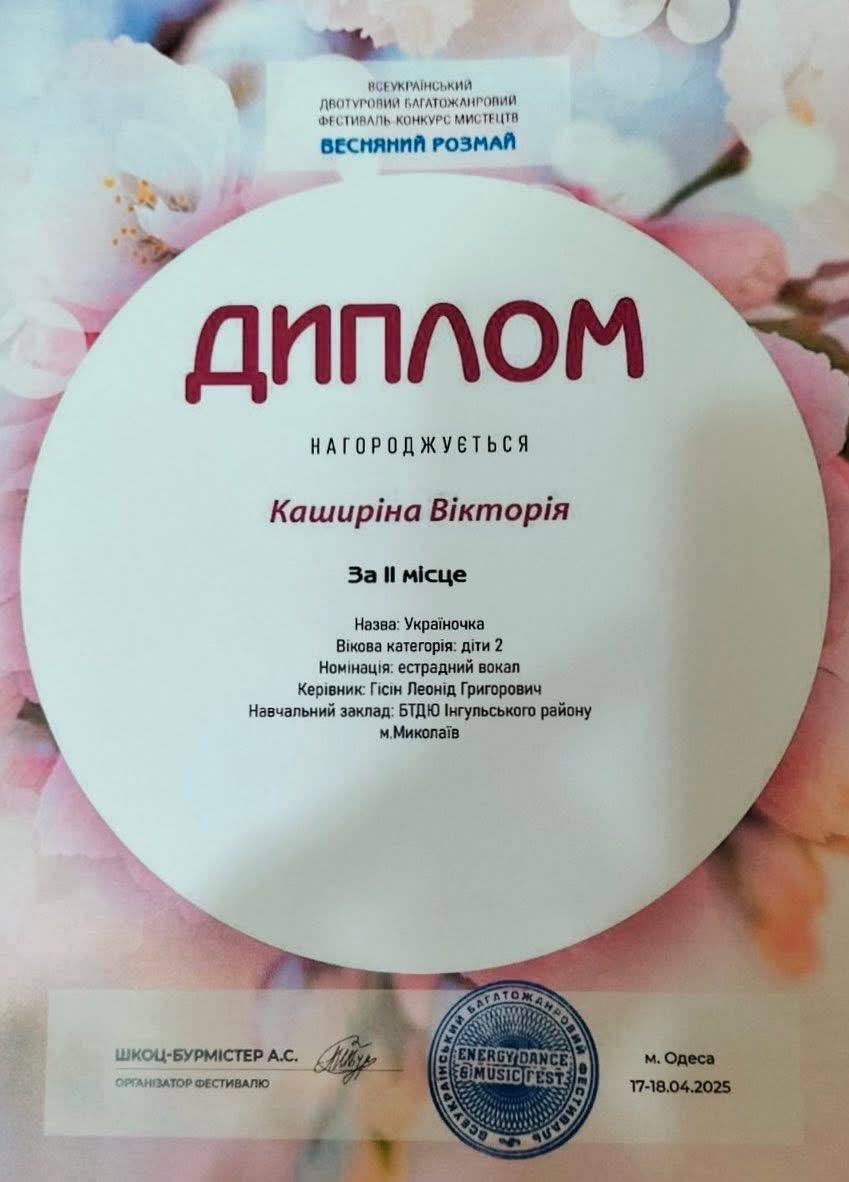 ВСЕУКРАЇНСЬКИЙ
ДВОТУРОВИЙ БАГАТОЖАНРОВИЙ
ФЕСТИВАЛЬ-КОНКУРС МИСТЕЦТВ
ВЕСНЯНИЙ РОЗМАЙ
ДИПЛОМ
НАГОРОДЖУЄТЬСЯ
Каширіна Вікторія
За II місце
Назва: Україночка
Вікова категорія: діти 2
Номінація: естрадний вокал
Керівник: Гісін Леонід Григорович
Навчальний заклад: БТДЮ Інгульського району
м.Миколаїв
ШКОЦ-БУРМІСТЕР А.С.
ОРГАНІЗАТОР ФЕСТИВАЛЮ
ВСЕУКРАЇНСЬКИЙ БАГАТОЖАНРОВИЙ ФЕСТИВАЛЬ
ENERGY DANCE
& MUSIC FEST
м. Одеса
17-18.04.2025